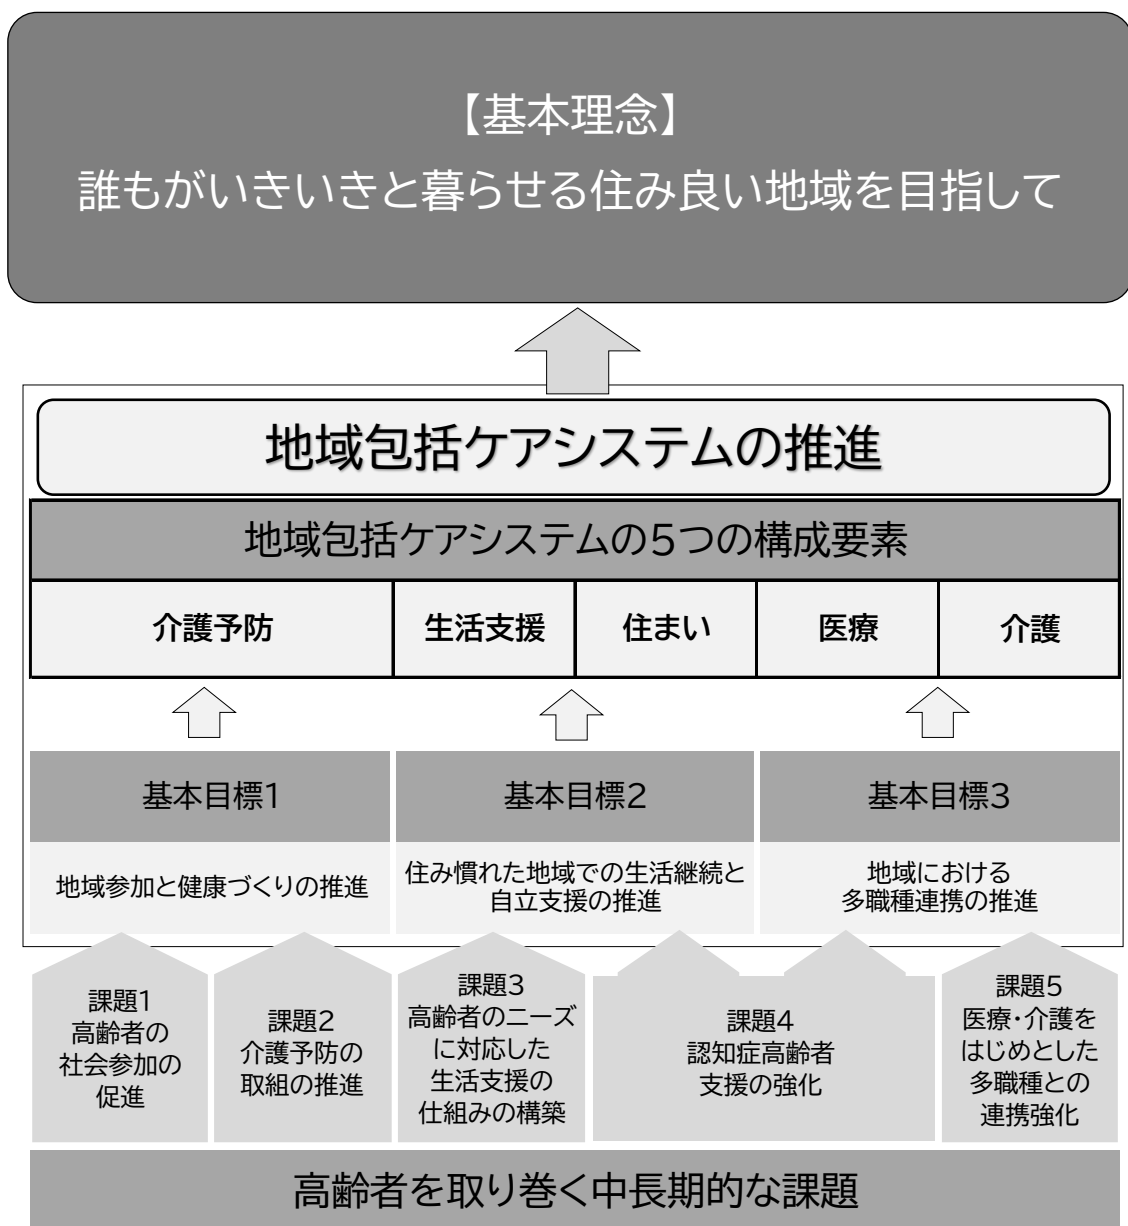 【基本理念】
誰もがいきいきと暮らせる住み良い地域を目指して
地域包括ケアシステムの推進
地域包括ケアシステムの5つの構成要素
介護予防
生活支援
住まい
医療
介護
基本目標1
地域参加と健康づくりの推進
基本目標2
住み慣れた地域での生活継続と
自立支援の推進
基本目標3
地域における
多職種連携の推進
課題1
高齢者の
社会参加の
促進
課題2
介護予防の
取組の推進
課題3
高齢者のニーズ
に対応した
生活支援の
仕組みの構築
課題4
認知症高齢者
支援の強化
課題5
医療・介護を
はじめとした
多職種との
連携強化
高齢者を取り巻く中長期的な課題